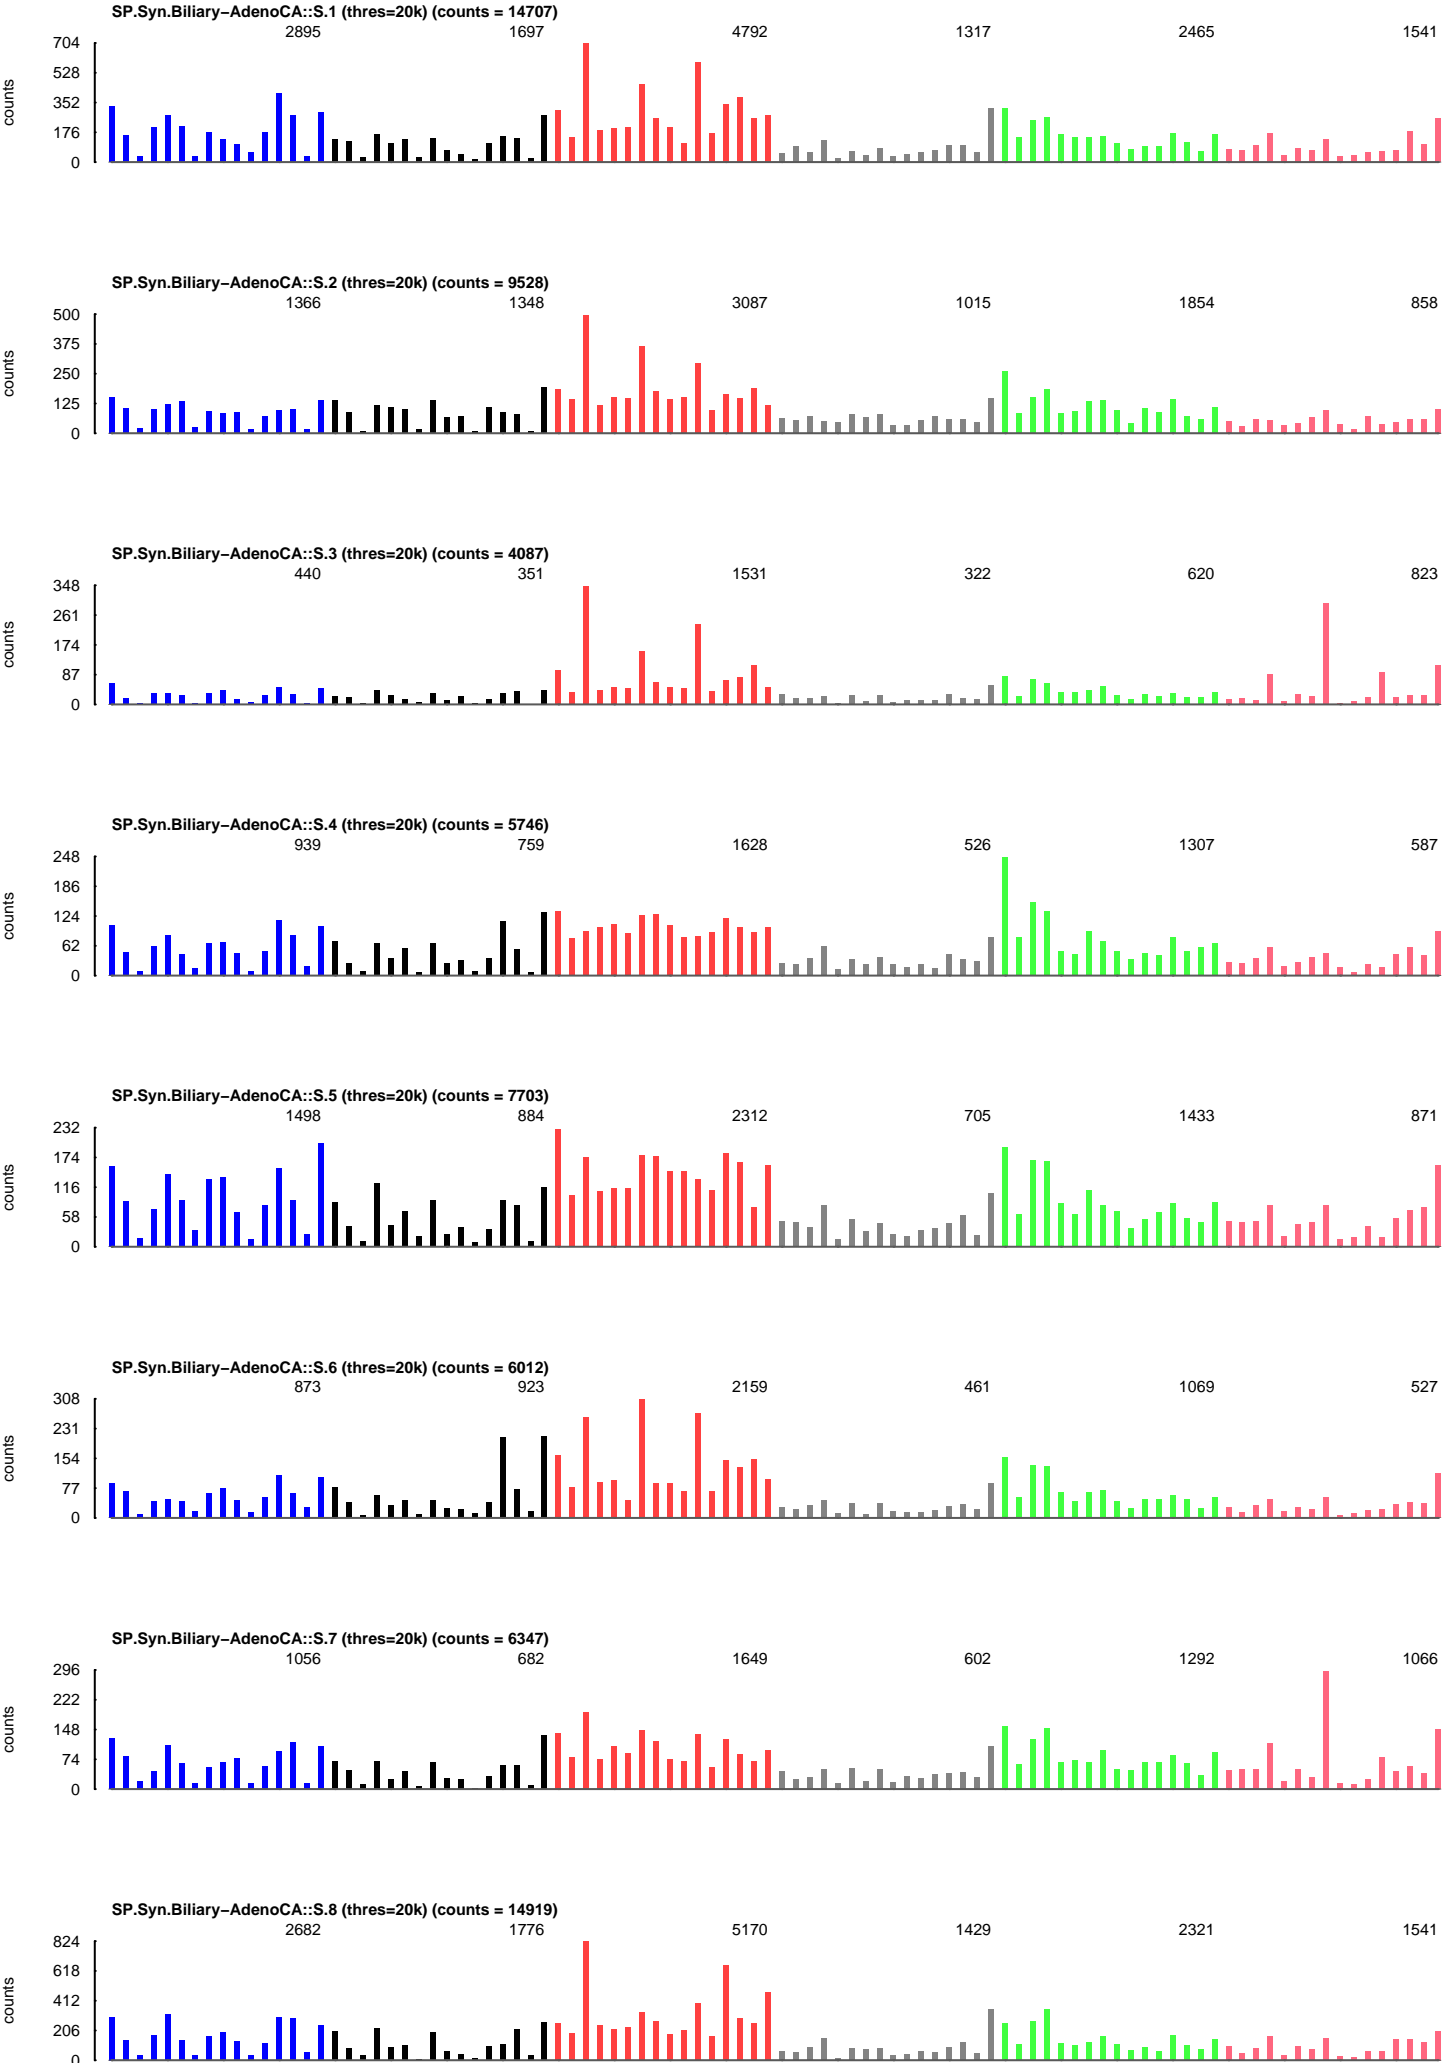 SP.Syn.Biliary–AdenoCA::S.1 (thres=20k) (counts = 14707)
2895 1697 4792 1317 2465 1541
704
528
352
176
0
counts
SP.Syn.Biliary–AdenoCA::S.2 (thres=20k) (counts = 9528)
1366 1348 3087 1015 1854 858
500
375
250
125
0
counts
SP.Syn.Biliary–AdenoCA::S.3 (thres=20k) (counts = 4087)
440 351 1531 322 620 823
348
261
174
87
0
counts
SP.Syn.Biliary–AdenoCA::S.4 (thres=20k) (counts = 5746)
939 759 1628 526 1307 587
248
186
124
62
0
counts
SP.Syn.Biliary–AdenoCA::S.5 (thres=20k) (counts = 7703)
1498 884 2312 705 1433 871
232
174
116
58
0
counts
SP.Syn.Biliary–AdenoCA::S.6 (thres=20k) (counts = 6012)
873 923 2159 461 1069 527
308
231
154
77
0
counts
SP.Syn.Biliary–AdenoCA::S.7 (thres=20k) (counts = 6347)
1056 682 1649 602 1292 1066
296
222
148
74
0
counts
SP.Syn.Biliary–AdenoCA::S.8 (thres=20k) (counts = 14919)
2682 1776 5170 1429 2321 1541
824
618
412
206
0
counts